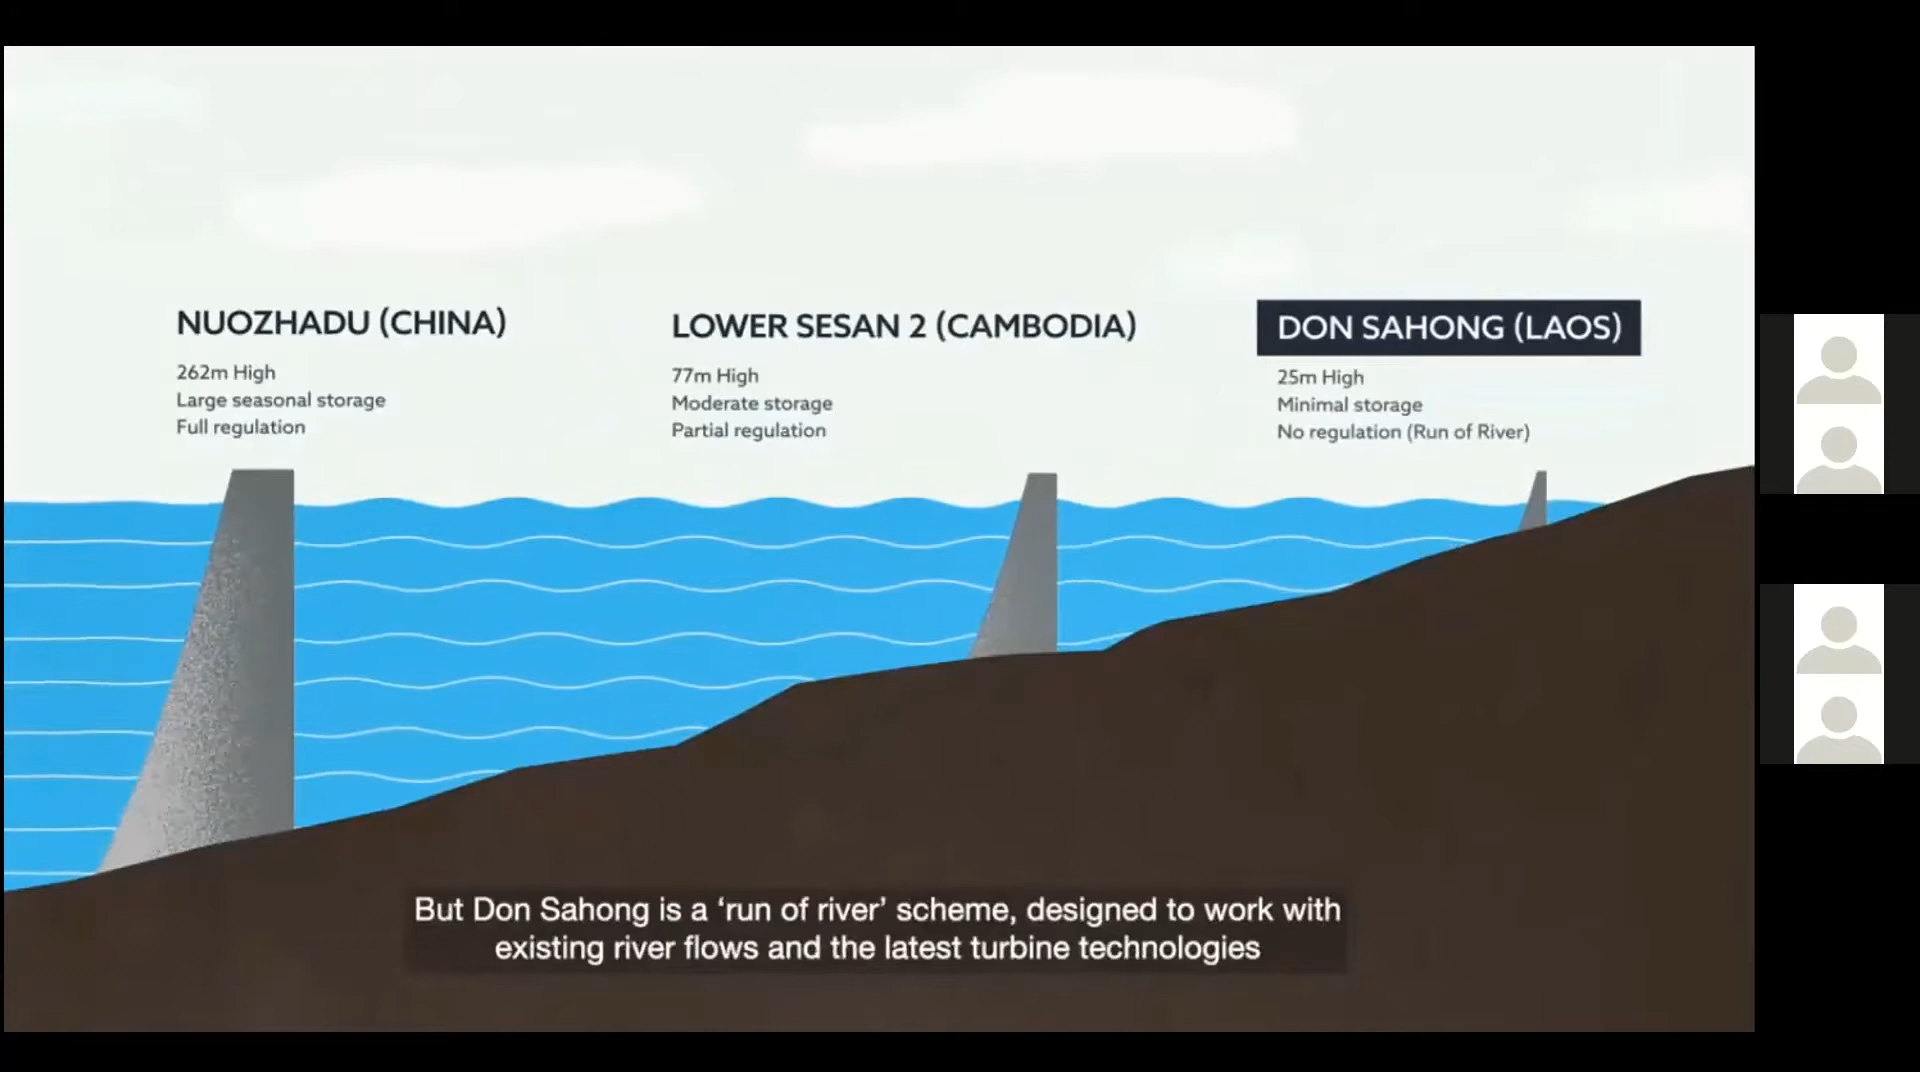 NUOZHADU (CHINA)
262m High
Large seasonal storage
Full regulation
LOWER SESAN 2 (CAMBODIA)
77m High
Moderate storage
Partial regulation
DON SAHONG (LAOS)
25m High
Minimal storage
No regulation (Run of River)
But Don Sahong is a ‘run of river’ scheme, designed to work with
existing river flows and the latest turbine technologies